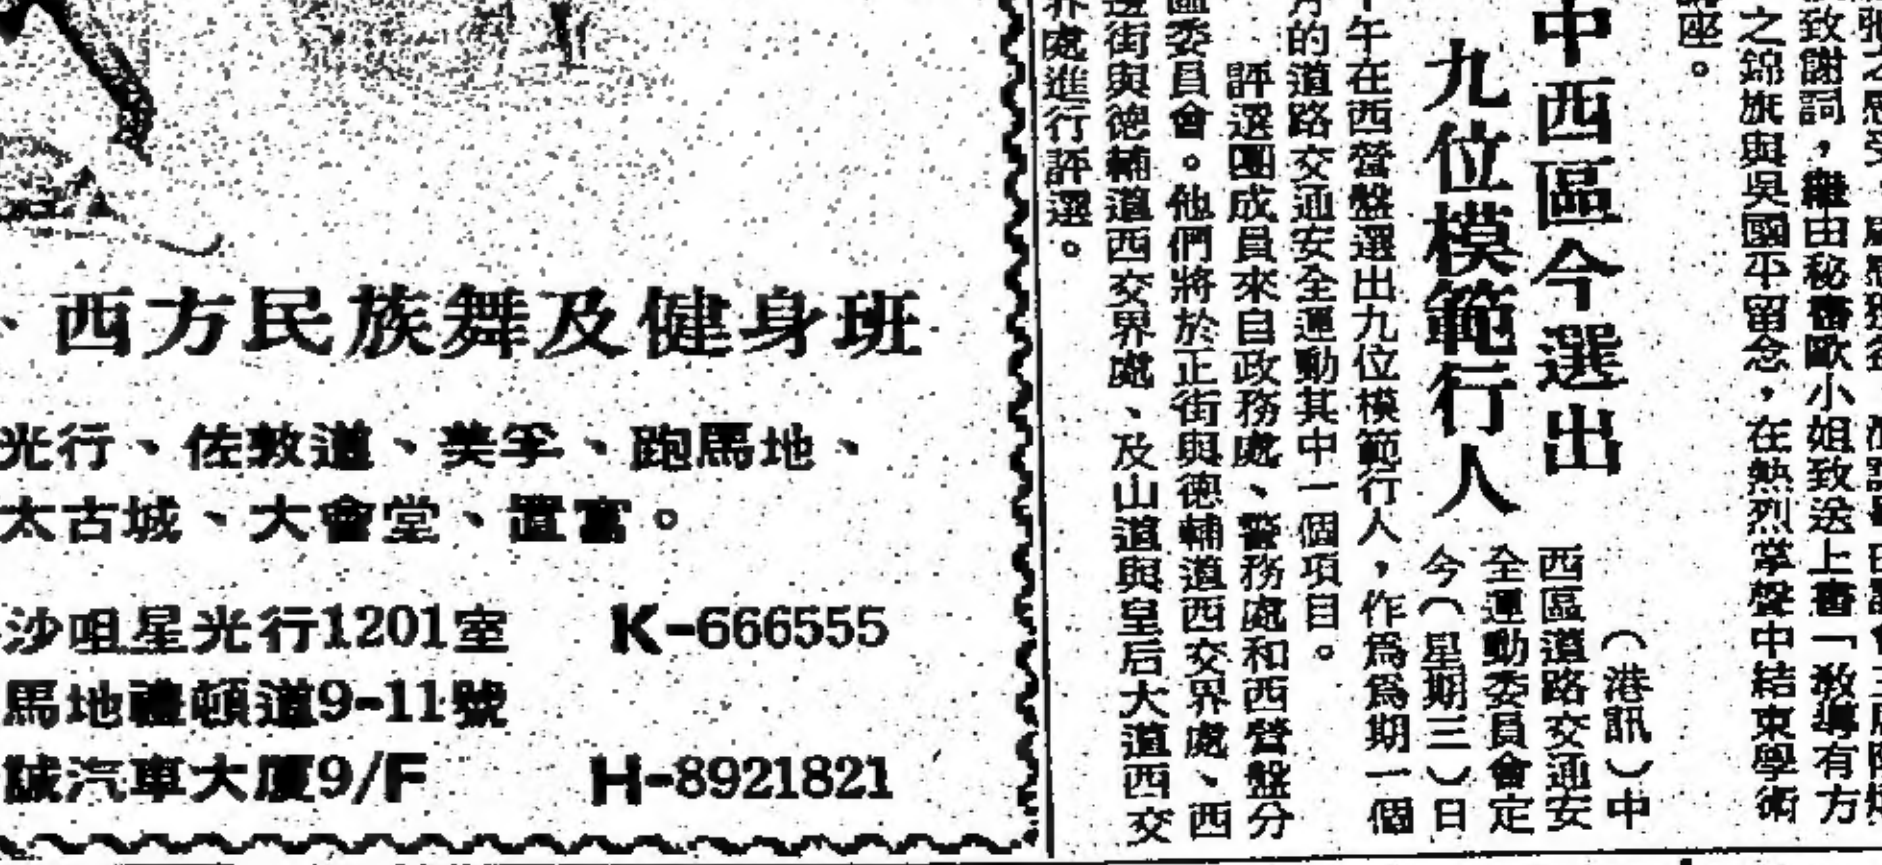 座。
之錦旗與吳國平留念，在熱烈掌聲中結束學術
致謝詞，繼由秘書歐小姐致送上書「教導有方
中西區今選出
九位模範行人
（港訊）中
西區道路交通安
全運動委員會定
今（星期三）日
午在西營盤選出九位模範行人，作為為期一個
月的道路交通安全運動其中一個項目。
評選團成員來自政務處、警務處和西營盤分
區委員會。他們將於正街與德輔道西交界處、西
邊街與德輔道西交界處、及山道與皇后大道西交
界處進行評選。
、西方民族舞及健身班
光行、佐敦道、美孚、跑馬地、
太古城、大會堂、置富。
沙咀星光行1201室 K-666555
馬地禮頓道9-11號
誠汽車大厦9/F H-8921821